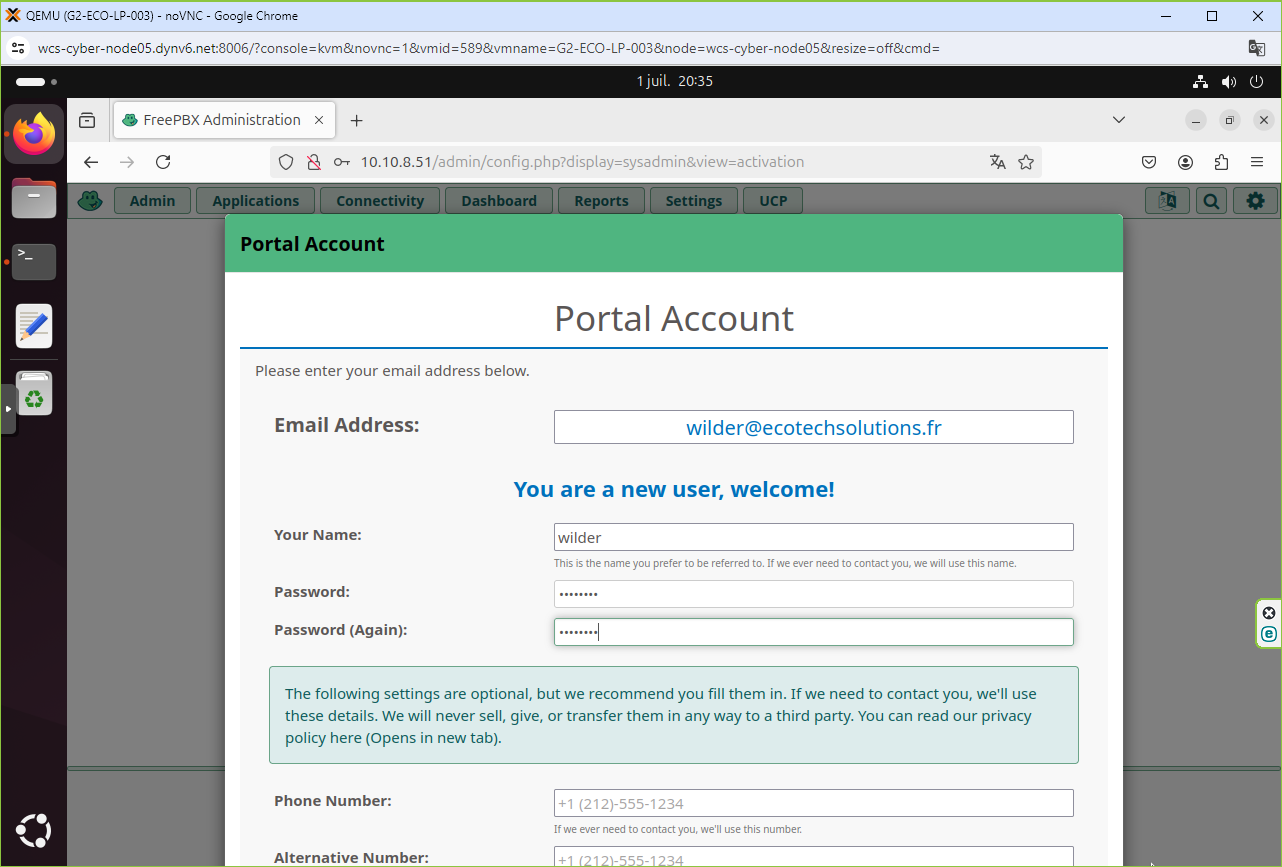 QEMU (G2-ECO-LP-003) - noVNC - Google Chrome
wcs-cyber-node05.dynv6.net:8006/?console=kvm&novnc=1&vmid=589&vmname=G2-ECO-LP-003&node=wcs-cyber-node05&resize=off&cmd=
1 juil. 20:35
FreePBX Administration
10.10.8.51/admin/config.php?display=sysadmin&view=activation
Admin Applications Connectivity Dashboard Reports Settings UCP
Portal Account
Portal Account
Please enter your email address below.
Email Address: wilder@ecotechsolutions.fr
You are a new user, welcome!
Your Name: wilder
This is the name you prefer to be referred to. If we ever need to contact you, we will use this name.
Password: ••••••••
Password (Again): ••••••••
The following settings are optional, but we recommend you fill them in. If we need to contact you, we'll use
these details. We will never sell, give, or transfer them in any way to a third party. You can read our privacy
policy here (Opens in new tab).
Phone Number: +1 (212)-555-1234
If we ever need to contact you, we'll use this number.
Alternative Number: +1 (212)-555-1234